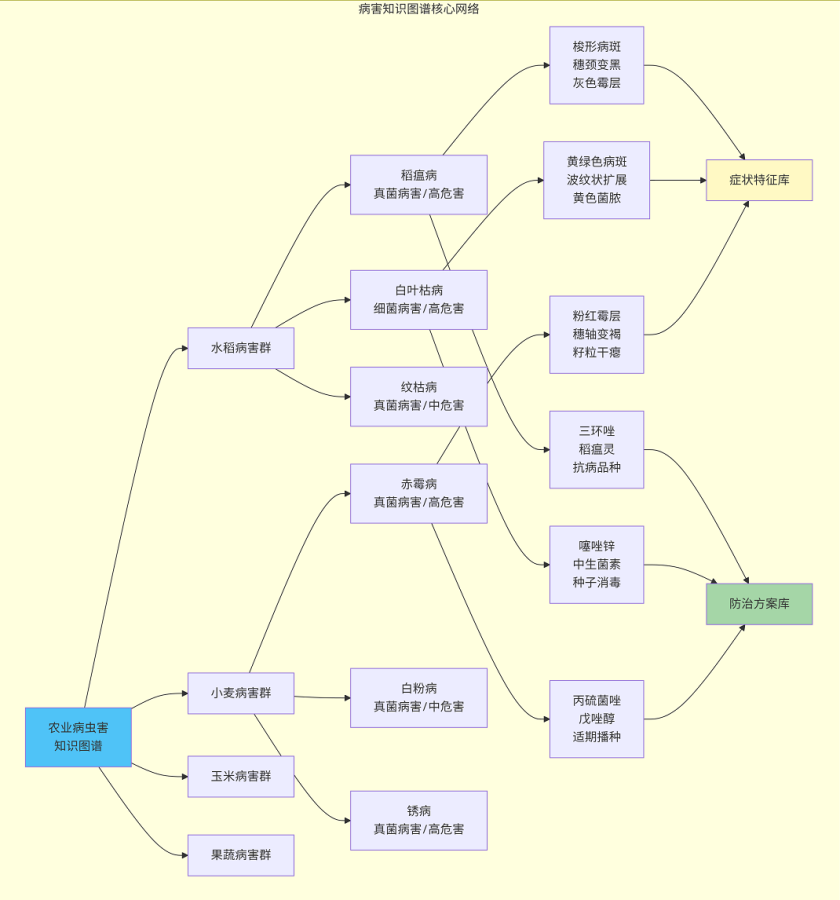 病害知识图谱核心网络
梭形病斑
穗颈变黑
灰色霉层
稻瘟病
真菌病害/高危害
黄绿色病斑
波纹状扩展
黄色菌脓
症状特征库
白叶枯病
细菌病害/高危害
水稻病害群
粉红霉层
穗轴变褐
籽粒干瘪
纹枯病
真菌病害/中危害
三环唑
稻瘟灵
抗病品种
赤霉病
真菌病害/高危害
噻唑锌
中生菌素
种子消毒
防治方案库
小麦病害群
白粉病
真菌病害/中危害
丙硫菌唑
戊唑醇
适期播种
农业病虫害
知识图谱
玉米病害群
锈病
真菌病害/高危害
果蔬病害群